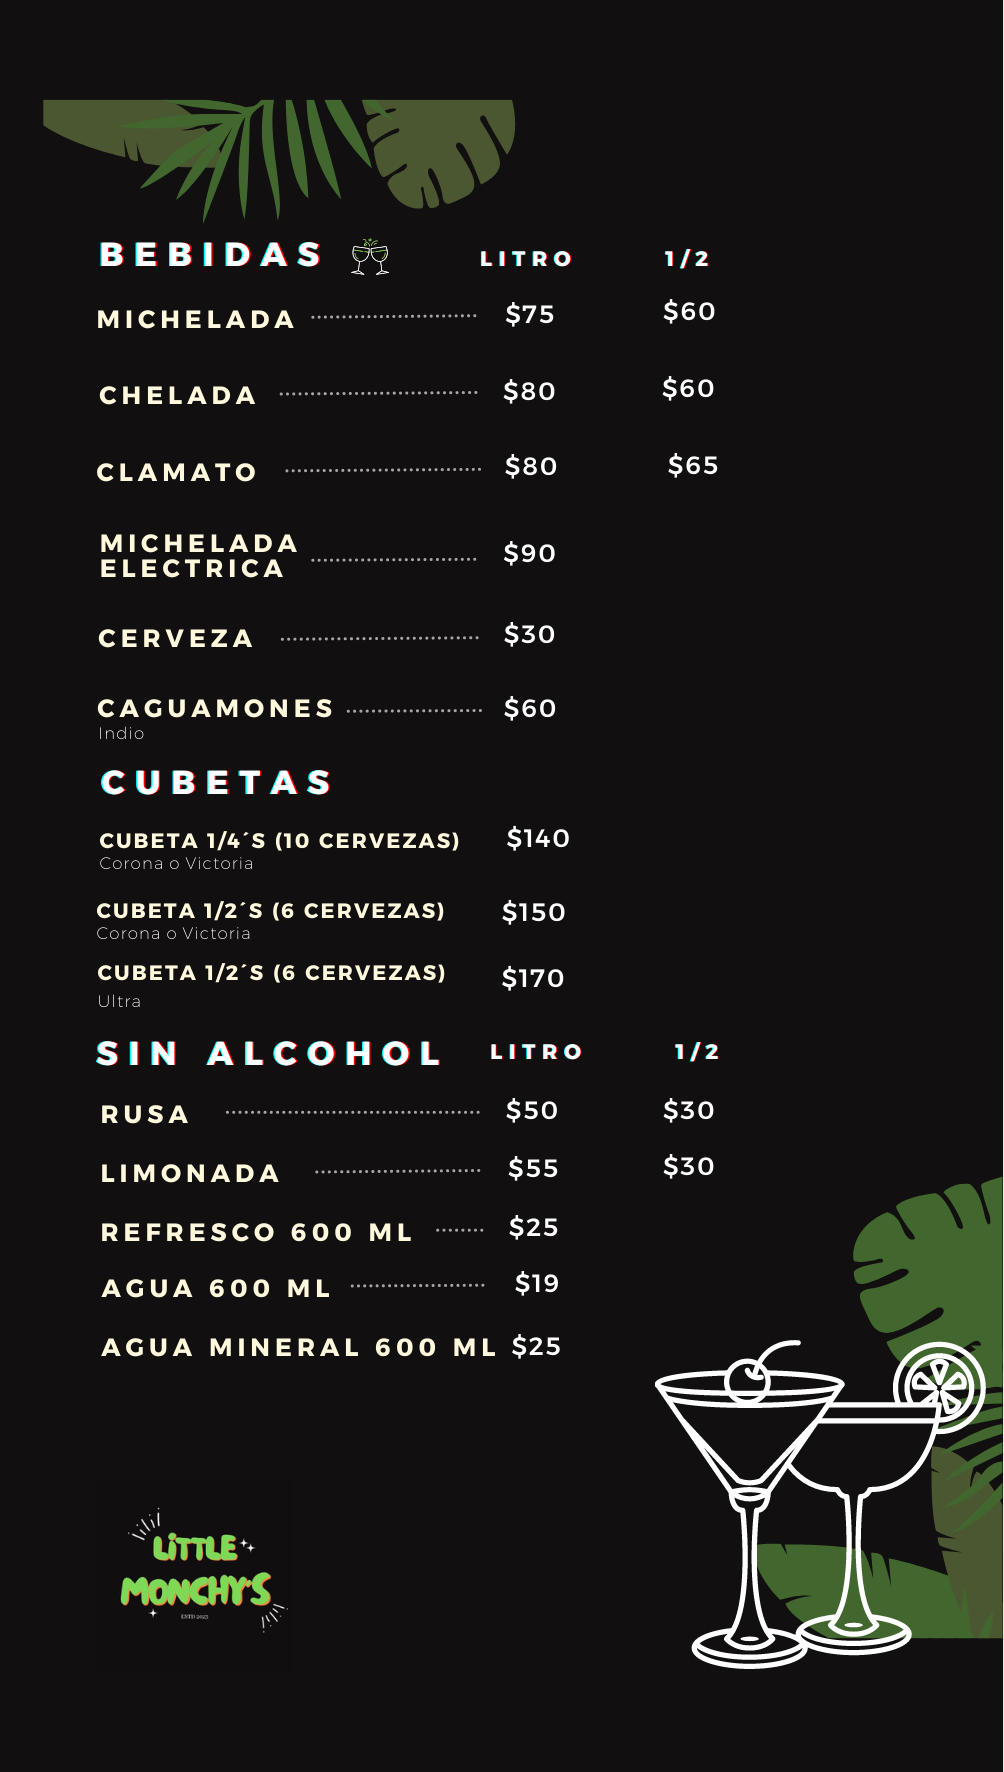 BEBIDAS LITRO 1/2
MICHELADA $75 $60
CHELADA $80 $60
CLAMATO $80 $65
MICHELADA
ELECTRICA $90
CERVEZA $30
CAGUAMONES $60
Indio
CUBETAS
CUBETA 1/4´S (10 CERVEZAS) $140
Corona o Victoria
CUBETA 1/2´S (6 CERVEZAS) $150
Corona o Victoria
CUBETA 1/2´S (6 CERVEZAS) $170
Ultra
SIN ALCOHOL LITRO 1/2
RUSA $50 $30
LIMONADA $55 $30
REFRESCO 600 ML $25
AGUA 600 ML $19
AGUA MINERAL 600 ML $25
LITTLE
MONCHY'S
ESTD 2023